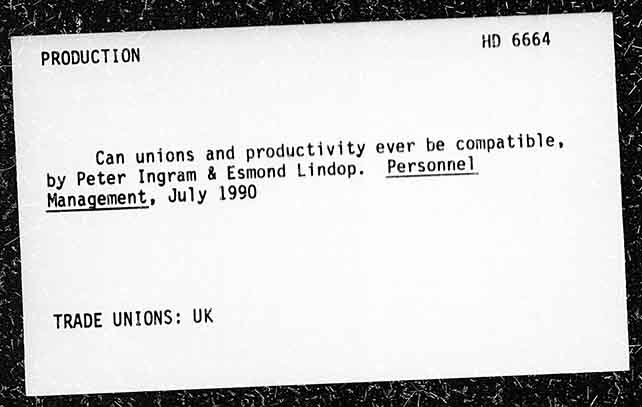 PRODUCTION HD 6664
Can unions and productivity ever be compatible,
by Peter Ingram & Esmond Lindop. Personnel
Management, July 1990
TRADE UNIONS: UK